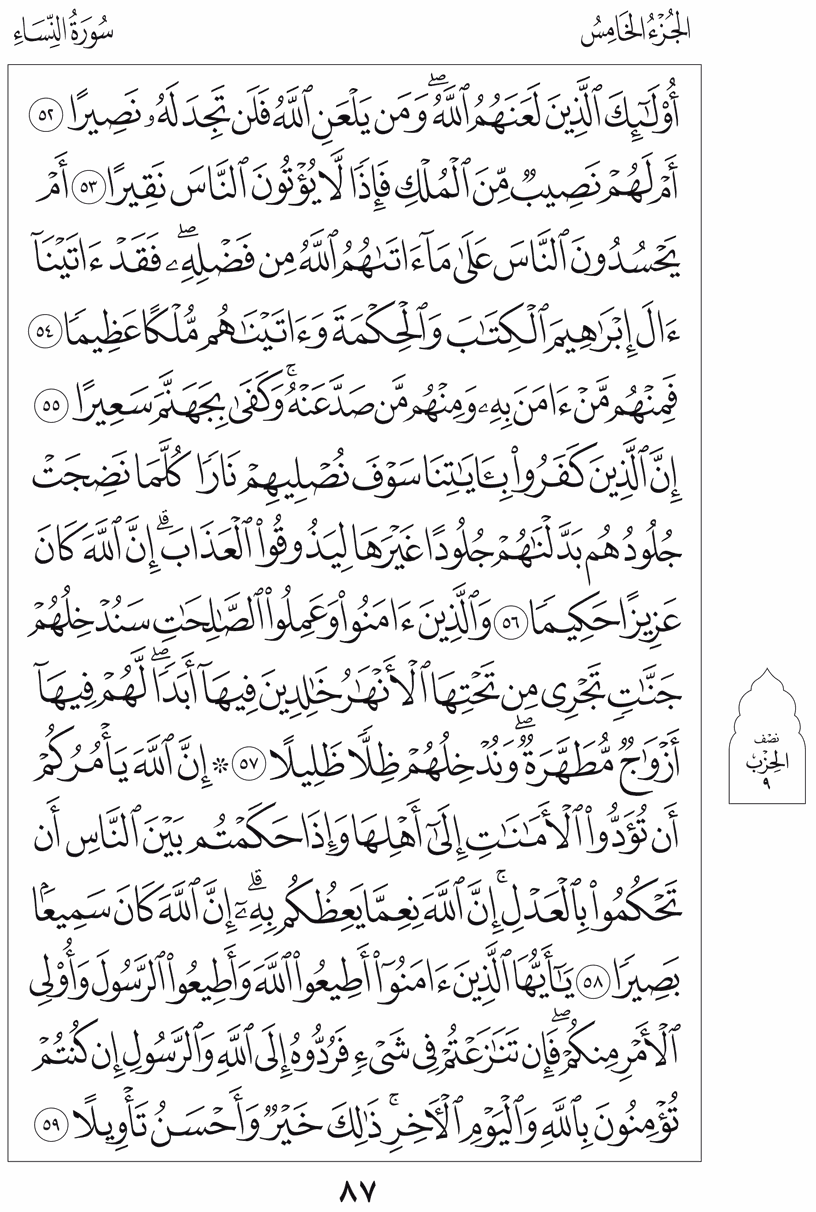 الجُزْءُ الخَامِسُ
سُورَةُ النِّسَاءِ
أُوْلَٰٓئِكَ ٱلَّذِينَ لَعَنَهُمُ ٱللَّهُۖ وَمَن يَلْعَنِ ٱللَّهُ فَلَن تَجِدَ لَهُۥ نَصِيرًا ٥٢
أَمْ لَهُمْ نَصِيبٌ مِّنَ ٱلْمُلْكِ فَإِذًا لَّا يُؤْتُونَ ٱلنَّاسَ نَقِيرًا ٥٣ أَمْ
يَحْسُدُونَ ٱلنَّاسَ عَلَىٰ مَآ ءَاتَىٰهُمُ ٱللَّهُ مِن فَضْلِهِۦۖ فَقَدْ ءَاتَيْنَآ
ءَالَ إِبْرَٰهِيمَ ٱلْكِتَٰبَ وَٱلْحِكْمَةَ وَءَاتَيْنَٰهُم مُّلْكًا عَظِيمًا ٥٤
فَمِنْهُم مَّنْ ءَامَنَ بِهِۦ وَمِنْهُم مَّن صَدَّ عَنْهُۚ وَكَفَىٰ بِجَهَنَّمَ سَعِيرًا ٥٥
إِنَّ ٱلَّذِينَ كَفَرُوا۟ بِـَٔايَٰتِنَا سَوْفَ نُصْلِيهِمْ نَارًا كُلَّمَا نَضِجَتْ
جُلُودُهُم بَدَّلْنَٰهُمْ جُلُودًا غَيْرَهَا لِيَذُوقُوا۟ ٱلْعَذَابَۗ إِنَّ ٱللَّهَ كَانَ
عَزِيزًا حَكِيمًا ٥٦ وَٱلَّذِينَ ءَامَنُوا۟ وَعَمِلُوا۟ ٱلصَّٰلِحَٰتِ سَنُدْخِلُهُمْ
جَنَّٰتٍ تَجْرِى مِن تَحْتِهَا ٱلْأَنْهَٰرُ خَٰلِدِينَ فِيهَآ أَبَدًاۖ لَّهُمْ فِيهَآ
أَزْوَٰجٌ مُّطَهَّرَةٌۖ وَنُدْخِلُهُمْ ظِلًّا ظَلِيلًا ٥٧ ۞ إِنَّ ٱللَّهَ يَأْمُرُكُمْ
أَن تُؤَدُّوا۟ ٱلْأَمَٰنَٰتِ إِلَىٰٓ أَهْلِهَا وَإِذَا حَكَمْتُم بَيْنَ ٱلنَّاسِ أَن
تَحْكُمُوا۟ بِٱلْعَدْلِۚ إِنَّ ٱللَّهَ نِعِمَّا يَعِظُكُم بِهِۦٓۗ إِنَّ ٱللَّهَ كَانَ سَمِيعًۢا
بَصِيرًا ٥٨ يَٰٓأَيُّهَا ٱلَّذِينَ ءَامَنُوٓا۟ أَطِيعُوا۟ ٱللَّهَ وَأَطِيعُوا۟ ٱلرَّسُولَ وَأُو۟لِى
ٱلْأَمْرِ مِنكُمْۖ فَإِن تَنَٰزَعْتُمْ فِى شَىْءٍ فَرُدُّوهُ إِلَى ٱللَّهِ وَٱلرَّسُولِ إِن كُنتُمْ
تُؤْمِنُونَ بِٱللَّهِ وَٱلْيَوْمِ ٱلْءَاخِرِۚ ذَٰلِكَ خَيْرٌ وَأَحْسَنُ تَأْوِيلًا ٥٩
نصْف
الحِزْب
٩
٨٧